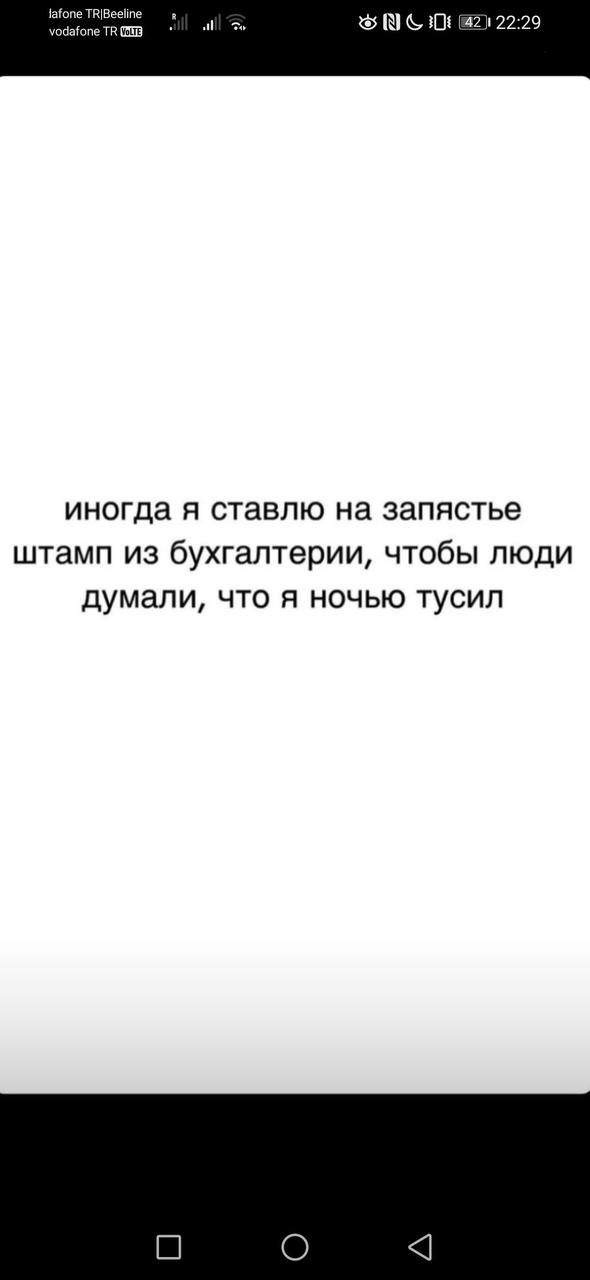 lafone TR|Beeline
vodafone TR VoLTE
R
42 22:29
иногда я ставлю на запястье
штамп из бухгалтерии, чтобы люди
думали, что я ночью тусил